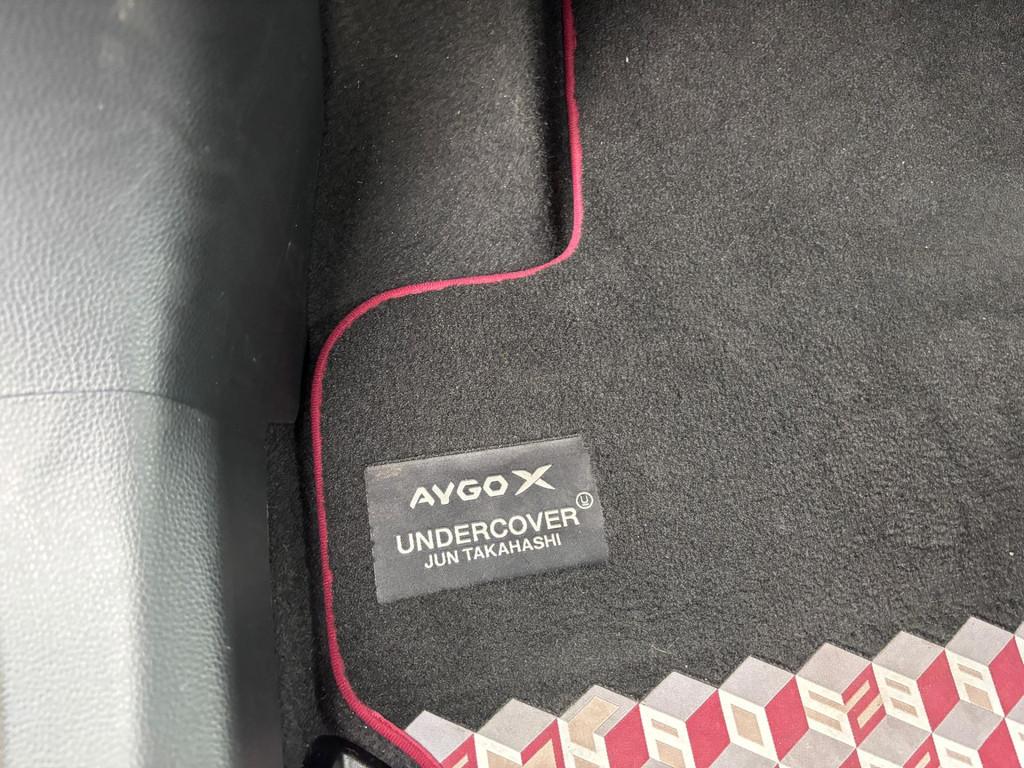 AYGO X
UNDERCOVER
JUN TAKAHASHI